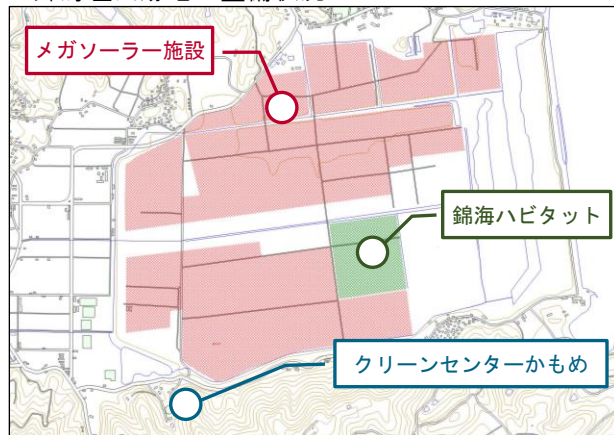 メガソーラー施設
錦海ハビタット
クリーンセンターかもめ